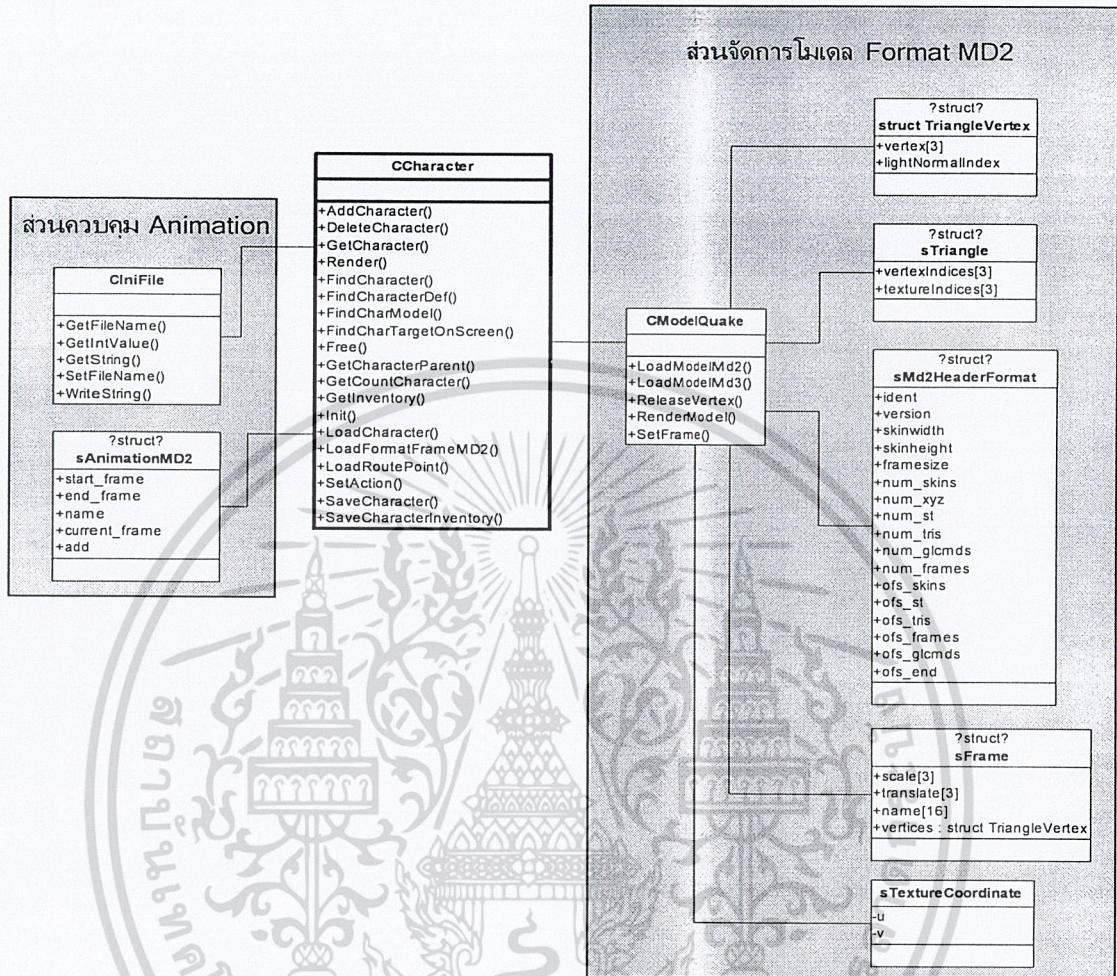 ส่วนควบคุม Animation
CIniFile
+GetFileName()
+GetIntValue()
+GetString()
+SetFileName()
+WriteString()
?struct?
sAnimationMD2
+start_frame
+end_frame
+name
+current_frame
+add
CCharacter
+AddCharacter()
+DeleteCharacter()
+GetCharacter()
+Render()
+FindCharacter()
+FindCharacterDef()
+FindCharModel()
+FindCharTargetOnScreen()
+Free()
+GetCharacterParent()
+GetCountCharacter()
+GetInventory()
+Init()
+LoadCharacter()
+LoadFormatFrameMD2()
+LoadRoutePoint()
+SetAction()
+SaveCharacter()
+SaveCharacterInventory()
ส่วนจัดการโมเดล Format MD2
CModelQuake
+LoadModelMd2()
+LoadModelMd3()
+ReleaseVertex()
+RenderModel()
+SetFrame()
?struct?
struct TriangleVertex
+vertex[3]
+lightNormalIndex
?struct?
sTriangle
+vertexIndices[3]
+textureIndices[3]
?struct?
sMd2HeaderFormat
+ident
+version
+skinwidth
+skinheight
+framesize
+num_skins
+num_xyz
+num_st
+num_tris
+num_glcmds
+num_frames
+ofs_skins
+ofs_st
+ofs_tris
+ofs_frames
+ofs_glcmds
+ofs_end
?struct?
sFrame
+scale[3]
+translate[3]
+name[16]
+vertices : struct TriangleVertex
sTextureCoordinate
-u
-v